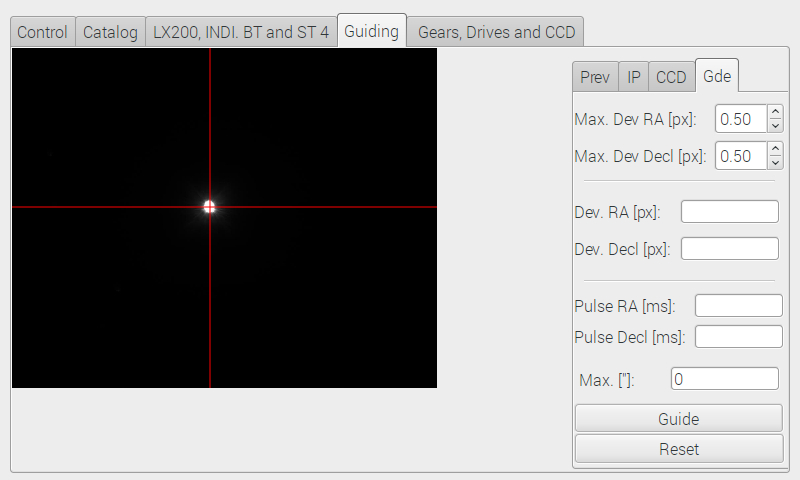 Control Catalog LX200, INDI. BT and ST 4 Guiding Gears, Drives and CCD
Prev IP CCD Gde
Max. Dev RA [px]: 0.50
Max. Dev Decl [px]: 0.50
Dev. RA [px]:
Dev. Decl [px]:
Pulse RA [ms]:
Pulse Decl [ms]:
Max. ["]: 0
Guide
Reset